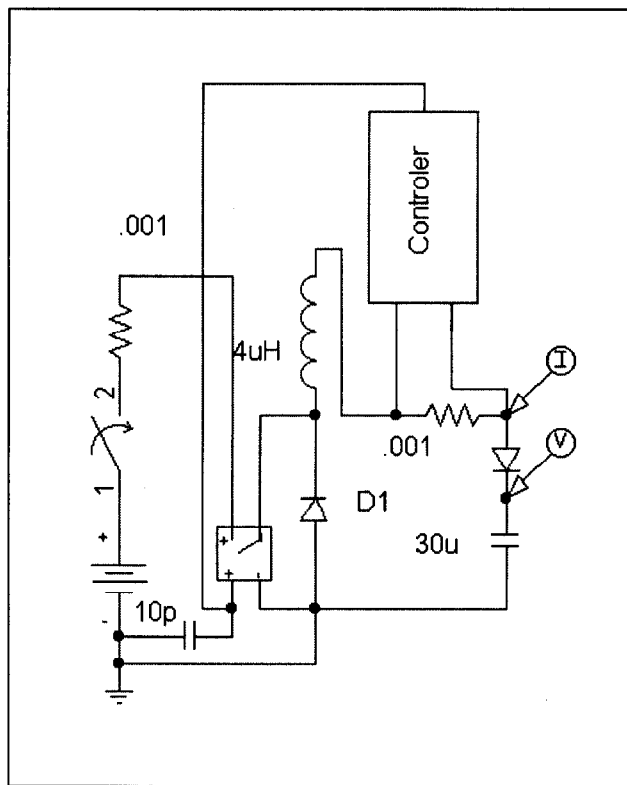 Controler
.001
4uH
2
1
+
-
I
.001
V
D1
30u
+
+
-
10p